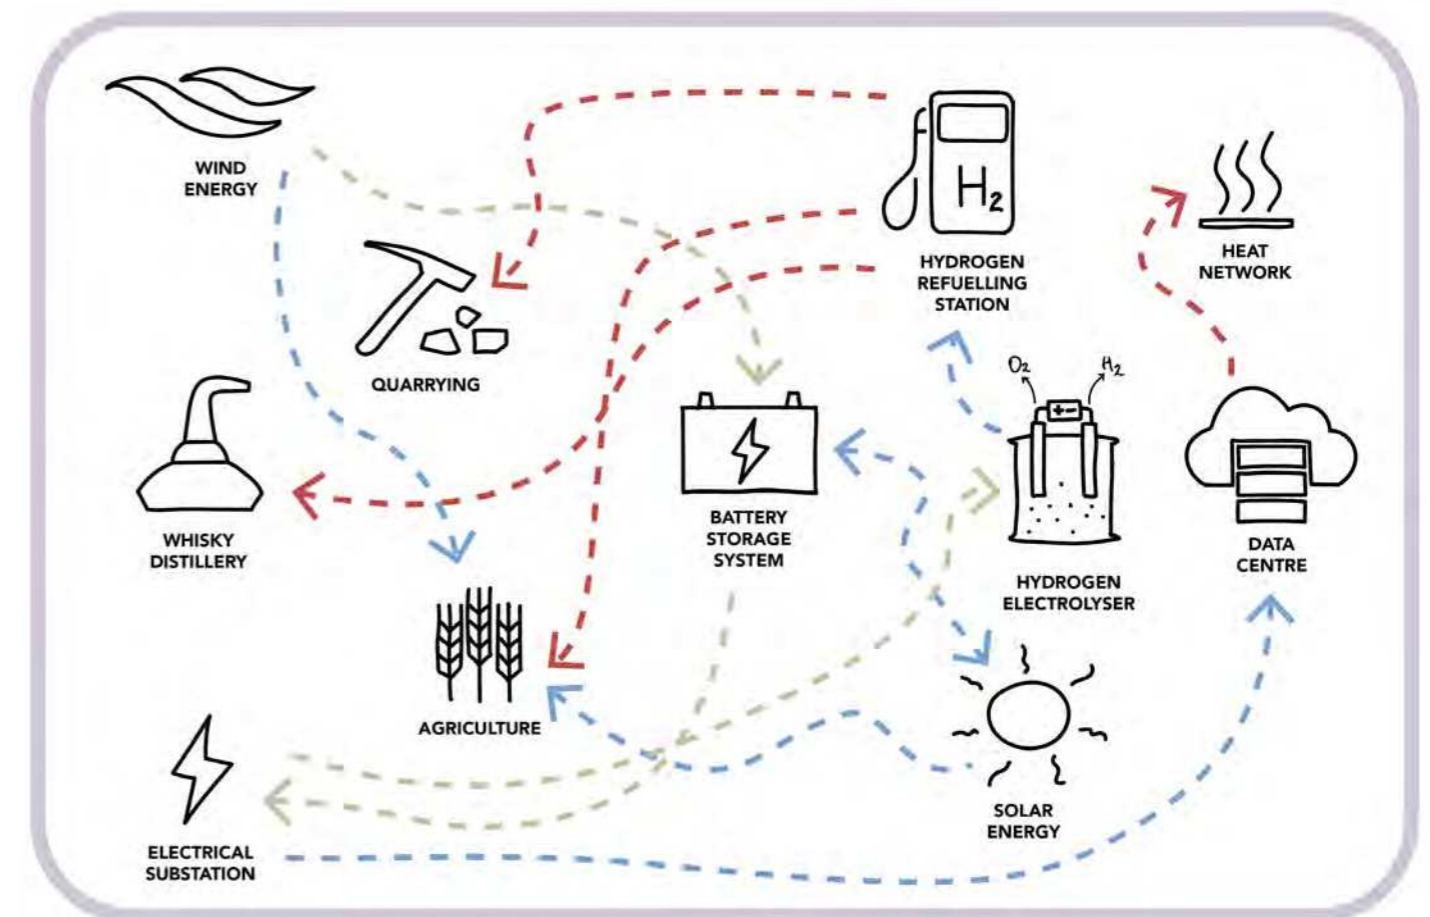 WIND
ENERGY
H2
HYDROGEN
REFUELLING
STATION
HEAT
NETWORK
QUARRYING
O2
H2
+-
WHISKY
DISTILLERY
BATTERY
STORAGE
SYSTEM
DATA
CENTRE
HYDROGEN
ELECTROLYSER
AGRICULTURE
SOLAR
ENERGY
ELECTRICAL
SUBSTATION